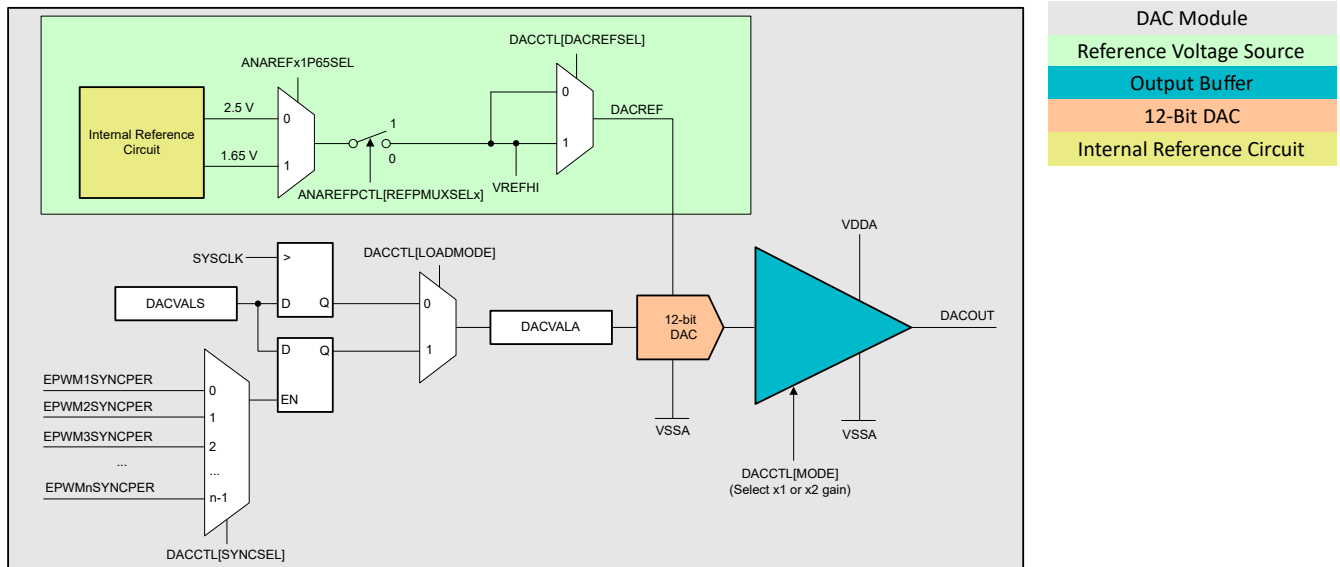 DACCTL[DACREFSEL]
ANAREFx1P65SEL
Internal Reference
Circuit
2.5 V
1.65 V
0
1
1
0
ANAREFPCTL[REFPMUXSELx]
VREFHI
0
1
DACREF
SYSCLK
>
D
Q
DACVALS
D
Q
EN
DACCTL[LOADMODE]
0
1
DACVALA
12-bit
DAC
VSSA
VDDA
VSSA
DACOUT
DACCTL[MODE]
(Select x1 or x2 gain)
EPWM1SYNCPER
EPWM2SYNCPER
EPWM3SYNCPER
...
EPWMnSYNCPER
0
1
2
...
n-1
DACCTL[SYNCSEL]
DAC Module
Reference Voltage Source
Output Buffer
12-Bit DAC
Internal Reference Circuit